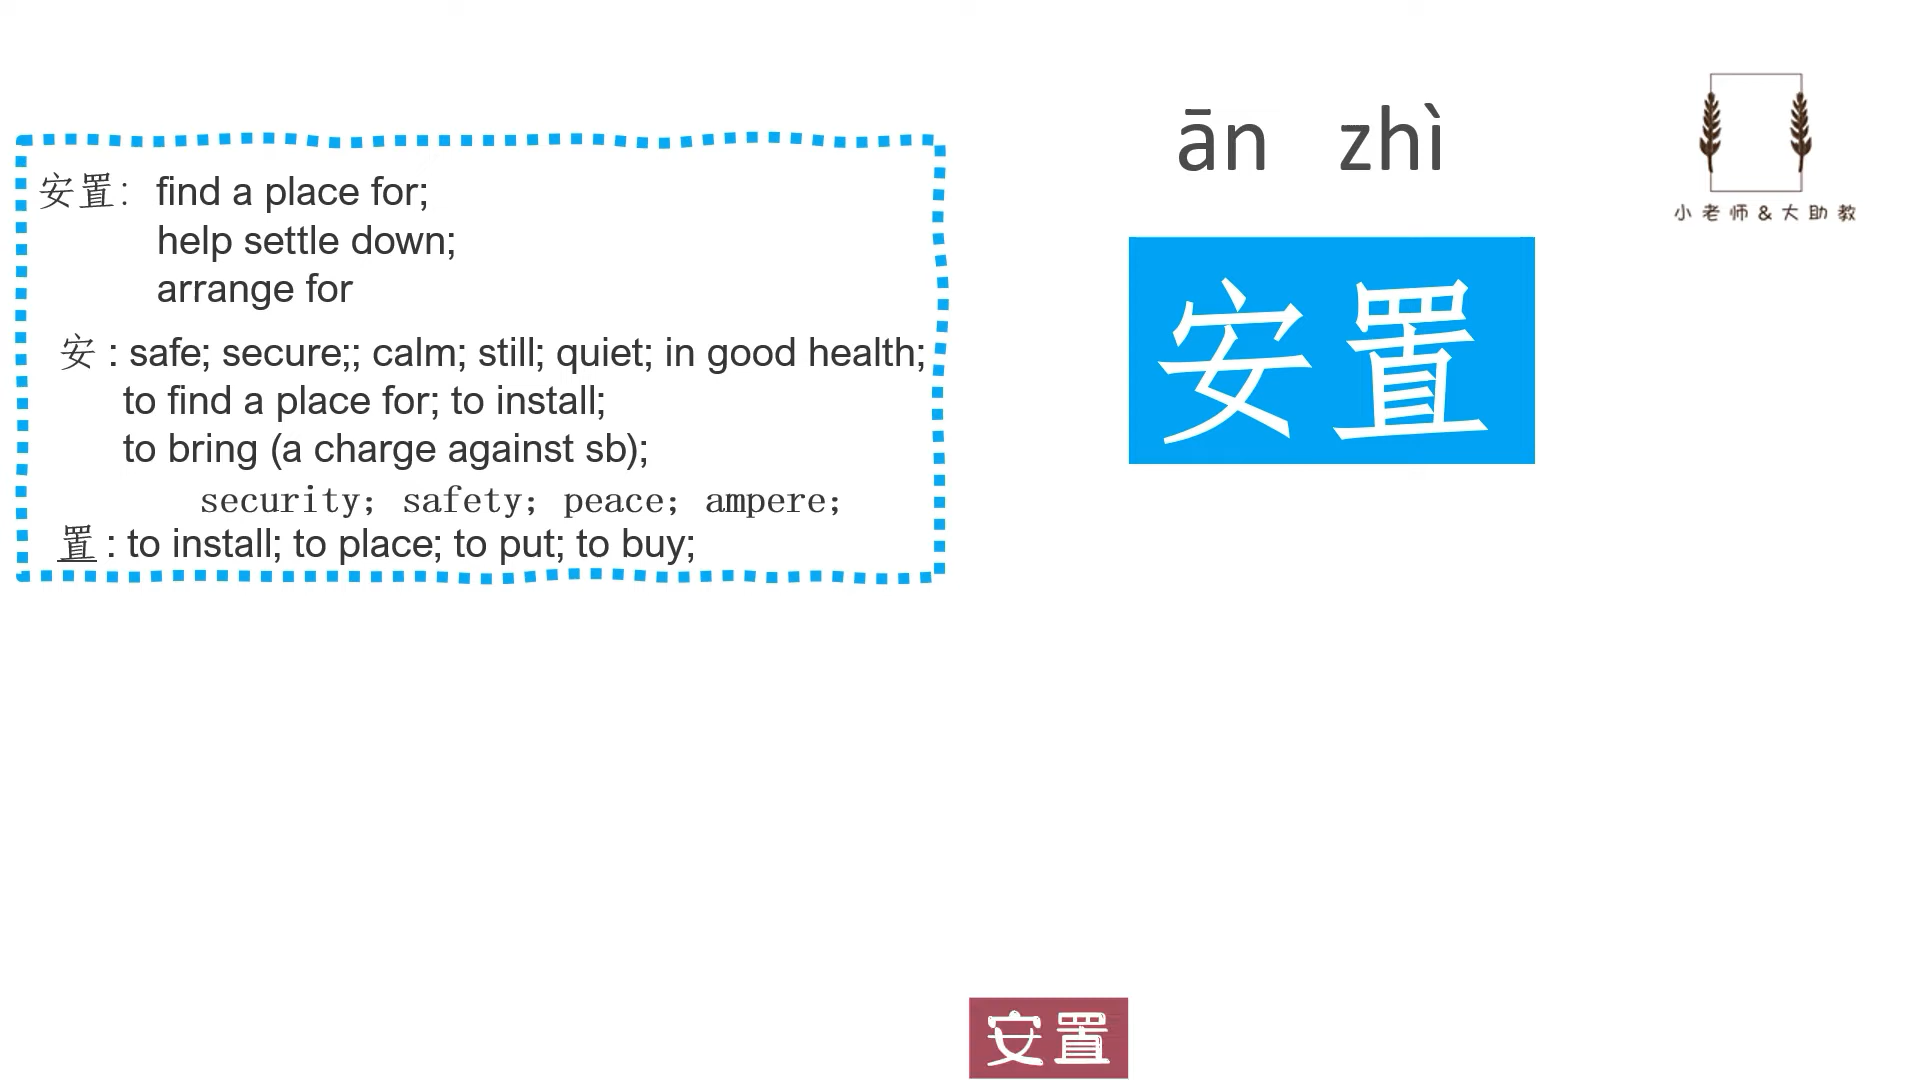 安置： find a place for;
help settle down;
arrange for
安 : safe; secure;; calm; still; quiet; in good health;
to find a place for; to install;
to bring (a charge against sb);
security; safety; peace; ampere;
置 : to install; to place; to put; to buy;
ān zhì
安置
小老师&大助教
安置